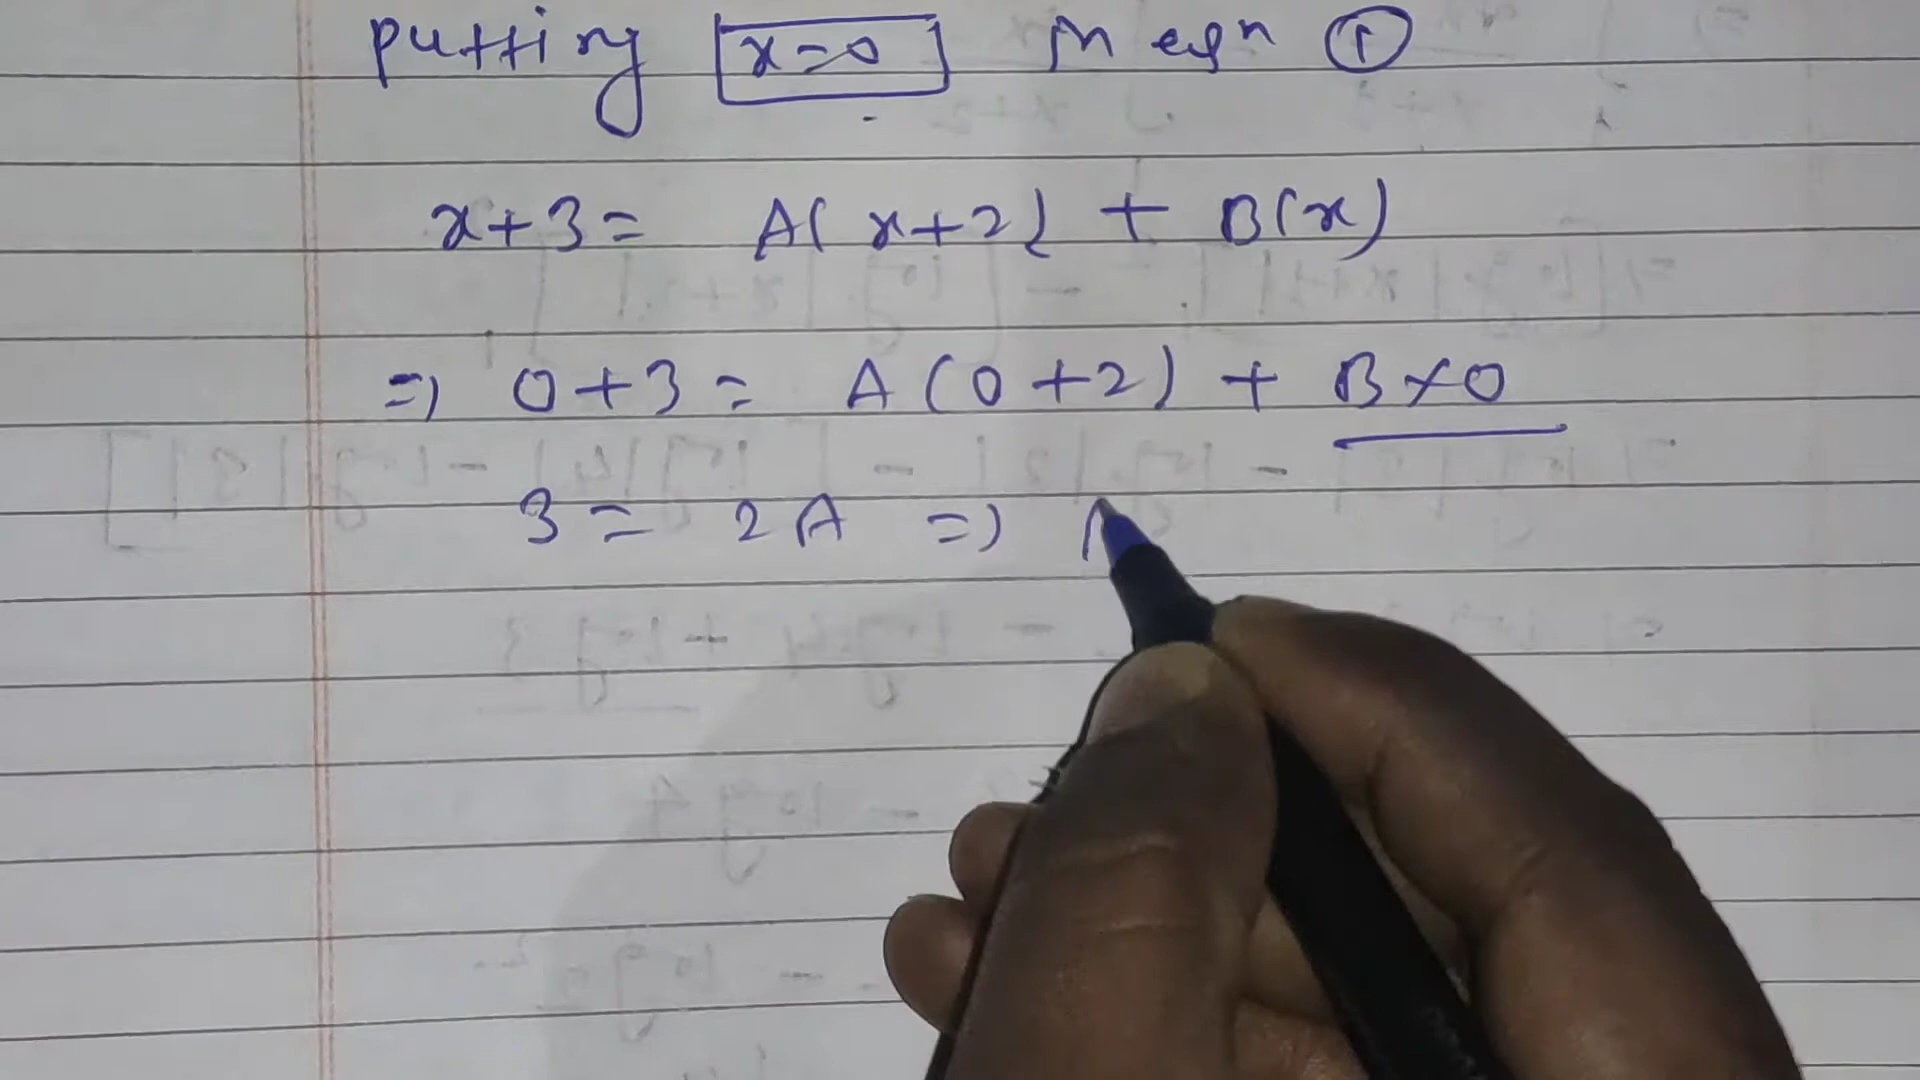 putting x=0 in eqn ①
x+3= A(x+2) + B(x)
=) 0+3 = A(0+2) + B×0
3 = 2A =)